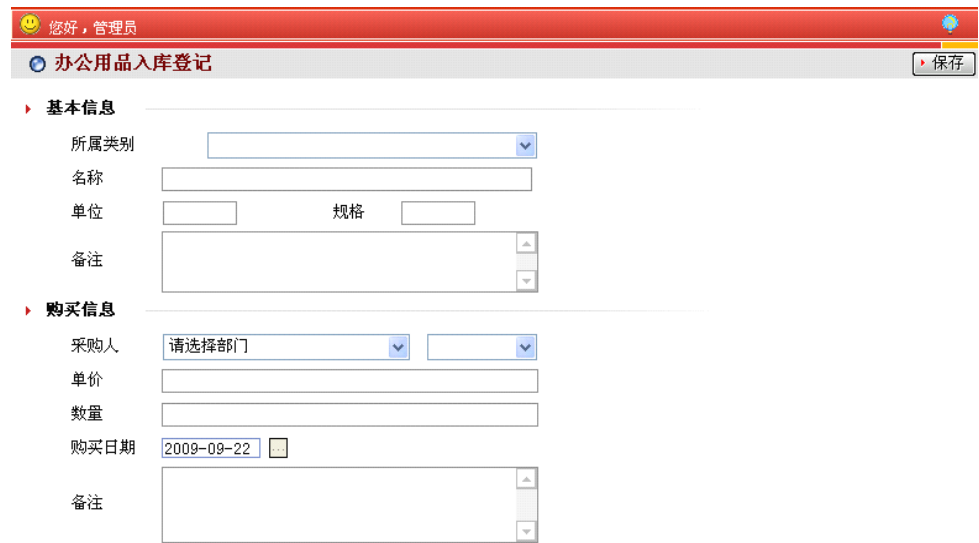 您好，管理员
办公用品入库登记 保存
基本信息
所属类别
名称
单位 规格
备注
购买信息
采购人 请选择部门
单价
数量
购买日期 2009-09-22 ...
备注